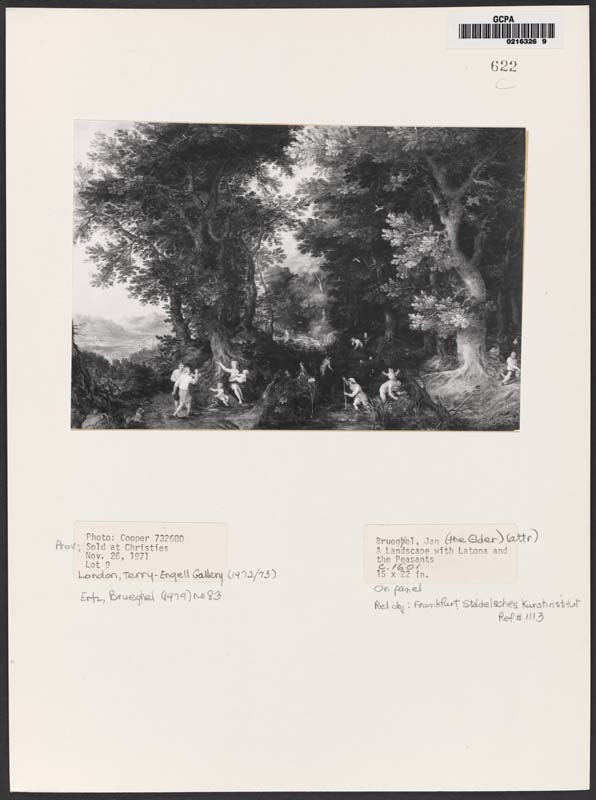 GCPA
0216326 9
622
C
Photo: Cooper 732680
Prov: Sold at Christies
Nov. 26, 1971
Lot 9
London, Terry-Engell Gallery (1972/73)
Ertz, Brueghel (1979) No 83
Brueghel, Jan (the Elder) (attr)
A Landscape with Latona and
the Peasants
C. 1601
15 x 22 in.
On panel
Rel obj: Frankfurt, Städelsches Kunstinstitut
Ref # 1113